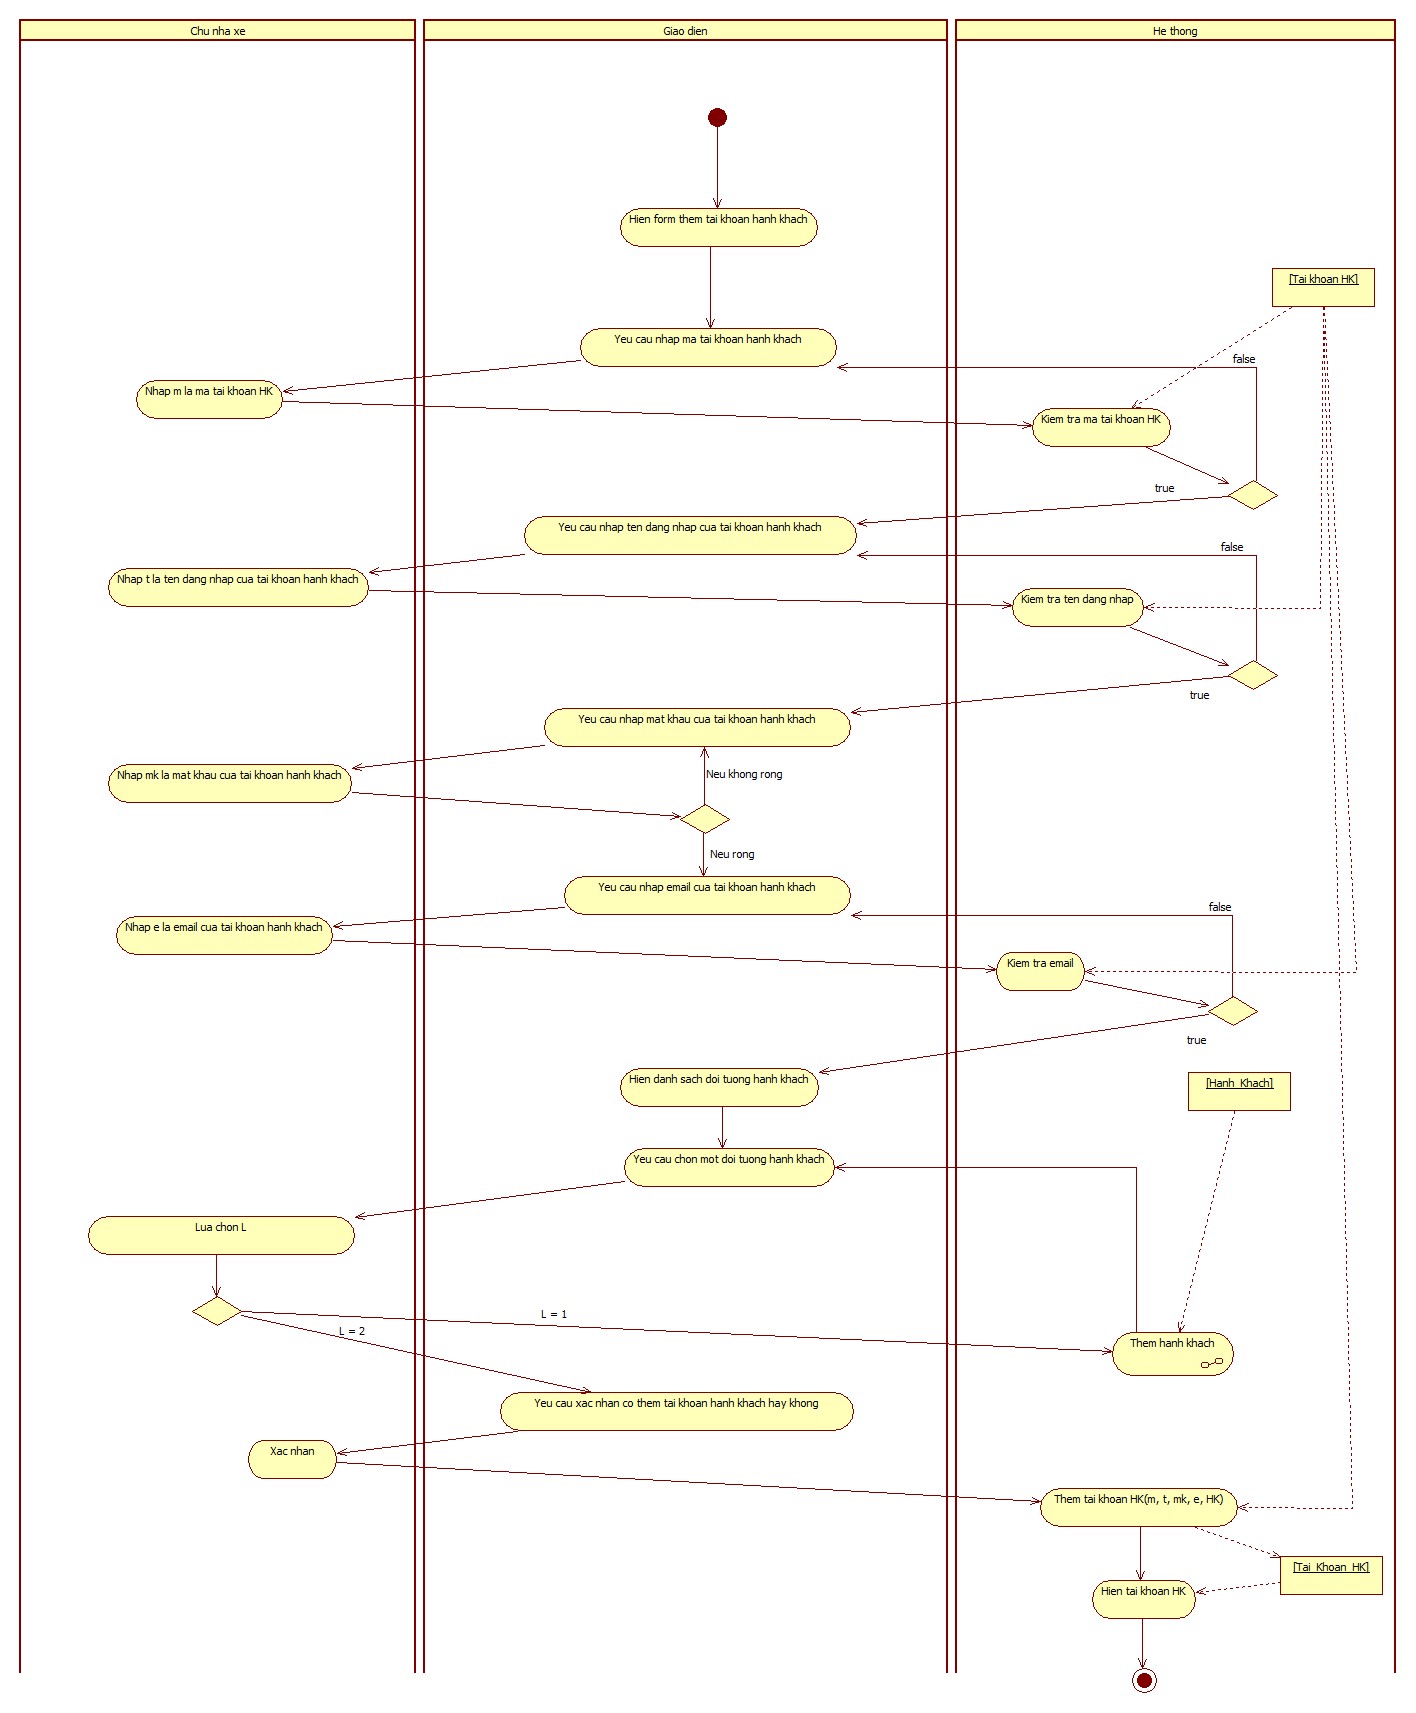 Chu nha xe
Giao dien
He thong
Hien form them tai khoan hanh khach
[Tai khoan HK]
Yeu cau nhap ma tai khoan hanh khach
false
Nhap m la ma tai khoan HK
Kiem tra ma tai khoan HK
true
Yeu cau nhap ten dang nhap cua tai khoan hanh khach
false
Nhap t la ten dang nhap cua tai khoan hanh khach
Kiem tra ten dang nhap
true
Yeu cau nhap mat khau cua tai khoan hanh khach
Nhap mk la mat khau cua tai khoan hanh khach
Neu khong rong
Neu rong
Yeu cau nhap email cua tai khoan hanh khach
false
Nhap e la email cua tai khoan hanh khach
Kiem tra email
true
Hien danh sach doi tuong hanh khach
[Hanh_Khach]
Yeu cau chon mot doi tuong hanh khach
Lua chon L
L = 1
L = 2
Them hanh khach
Yeu cau xac nhan co them tai khoan hanh khach hay khong
Xac nhan
Them tai khoan HK(m, t, mk, e, HK)
[Tai_Khoan_HK]
Hien tai khoan HK